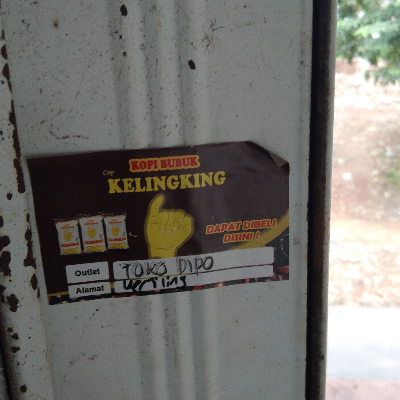 KOPI BUBUK
Cap
KELINGKING
DAPAT DIBELI
DISINI !
Outlet TOKO DIPO
Alamat